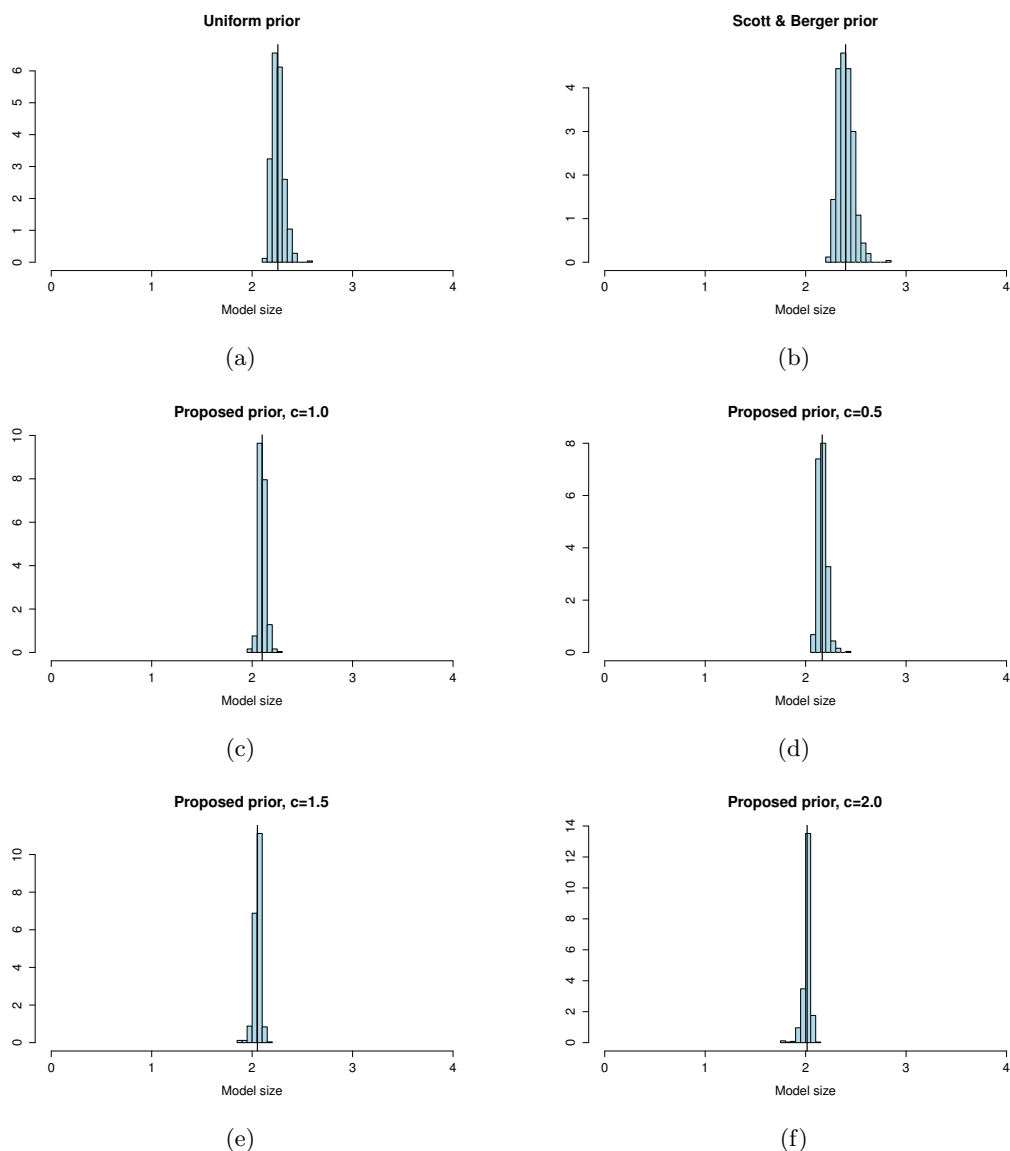 Uniform prior
6
5
4
3
2
1
0
0 1 2 3 4
Model size
(a)
Scott & Berger prior
4
3
2
1
0
0 1 2 3 4
Model size
(b)
Proposed prior, c=1.0
10
8
6
4
2
0
0 1 2 3 4
Model size
(c)
Proposed prior, c=0.5
8
6
4
2
0
0 1 2 3 4
Model size
(d)
Proposed prior, c=1.5
10
8
6
4
2
0
0 1 2 3 4
Model size
(e)
Proposed prior, c=2.0
14
12
10
8
6
4
2
0
0 1 2 3 4
Model size
(f)